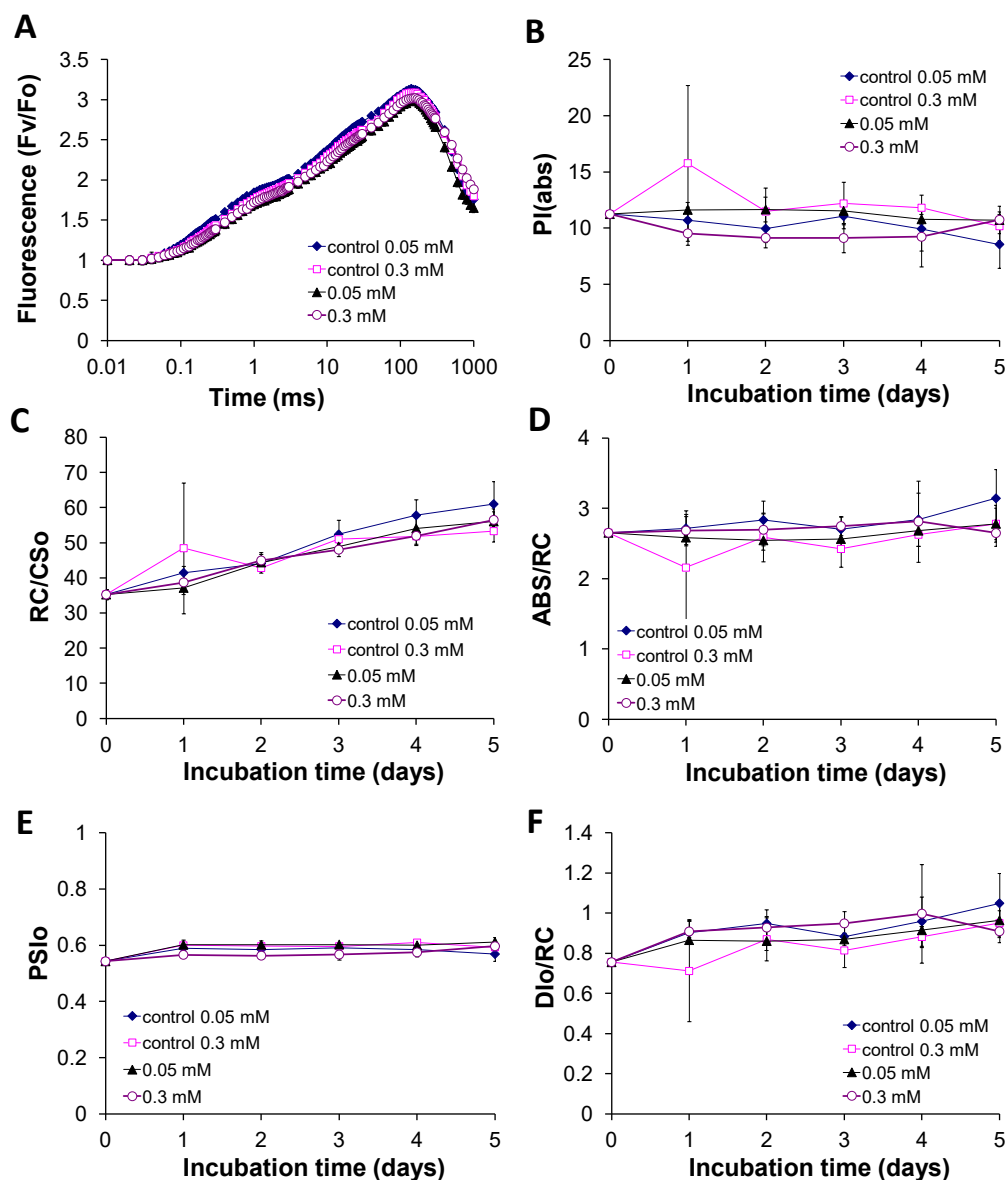 A
Fluorescence (Fv/Fo)
3.5
3
2.5
2
1.5
1
0.5
0
0.01 0.1 1 10 100 1000
Time (ms)
control 0.05 mM
control 0.3 mM
0.05 mM
0.3 mM
B
PI(abs)
25
20
15
10
5
0
0 1 2 3 4 5
Incubation time (days)
control 0.05 mM
control 0.3 mM
0.05 mM
0.3 mM
C
RC/CSo
80
70
60
50
40
30
20
10
0
0 1 2 3 4 5
Incubation time (days)
control 0.05 mM
control 0.3 mM
0.05 mM
0.3 mM
D
ABS/RC
4
3
2
1
0
0 1 2 3 4 5
Incubation time (days)
control 0.05 mM
control 0.3 mM
0.05 mM
0.3 mM
E
PSIo
1
0.8
0.6
0.4
0.2
0
0 1 2 3 4 5
Incubation time (days)
control 0.05 mM
control 0.3 mM
0.05 mM
0.3 mM
F
DIo/RC
1.4
1.2
1
0.8
0.6
0.4
0.2
0
0 1 2 3 4 5
Incubation time (days)
control 0.05 mM
control 0.3 mM
0.05 mM
0.3 mM